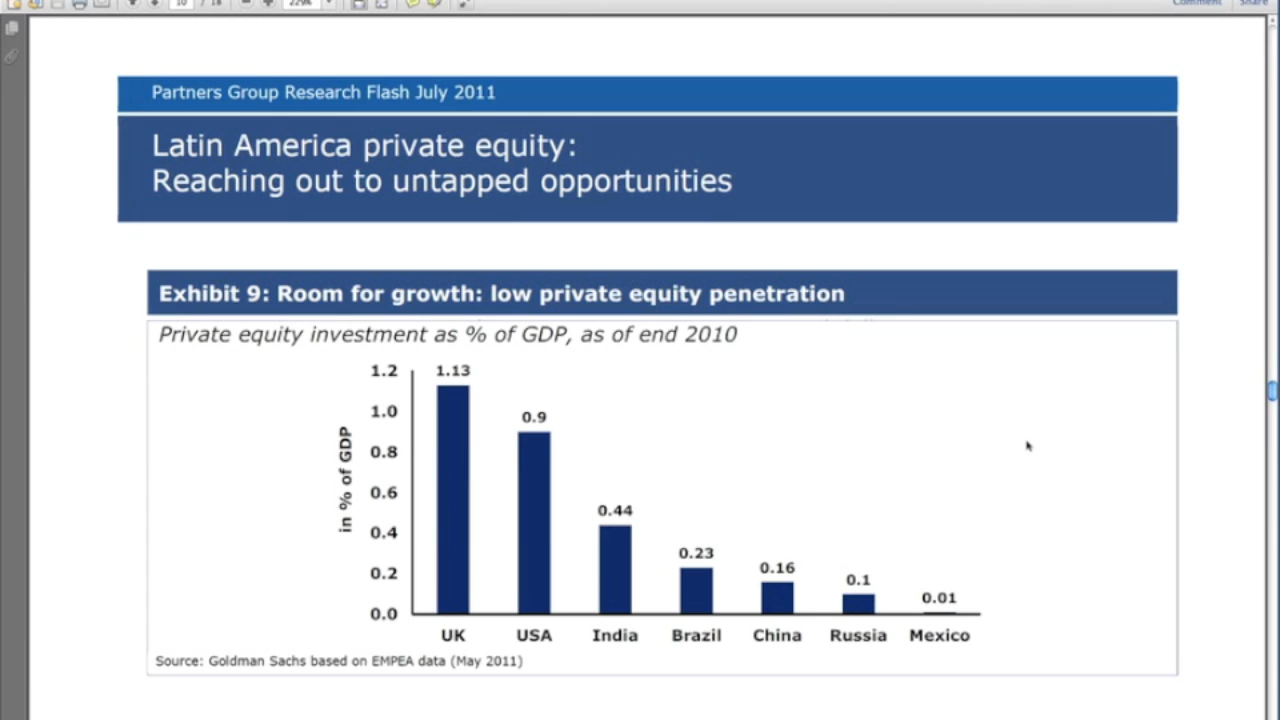 10 / 18
229%
Comment
Share
Partners Group Research Flash July 2011
Latin America private equity:
Reaching out to untapped opportunities
Exhibit 9: Room for growth: low private equity penetration
Private equity investment as % of GDP, as of end 2010
in % of GDP
1.2
1.0
0.8
0.6
0.4
0.2
0.0
1.13
0.9
0.44
0.23
0.16
0.1
0.01
UK USA India Brazil China Russia Mexico
Source: Goldman Sachs based on EMPEA data (May 2011)